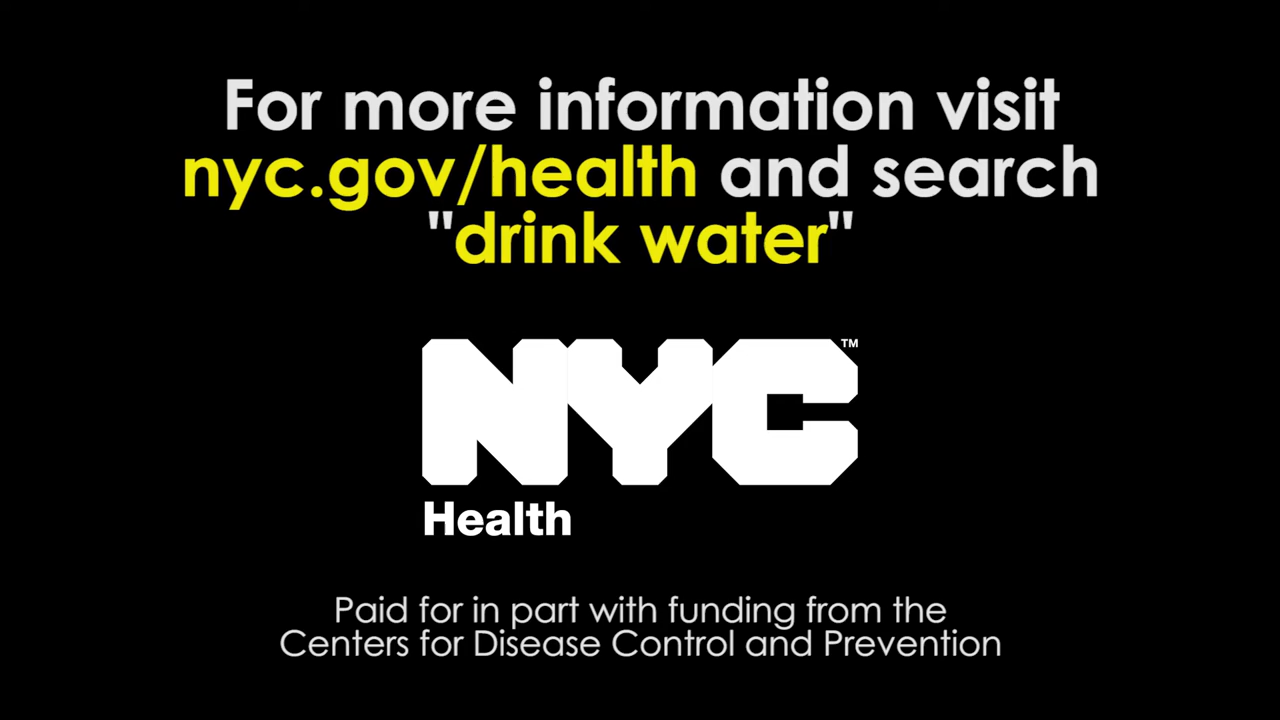 For more information visit
nyc.gov/health and search
"drink water"
NYC™
Health
Paid for in part with funding from the
Centers for Disease Control and Prevention